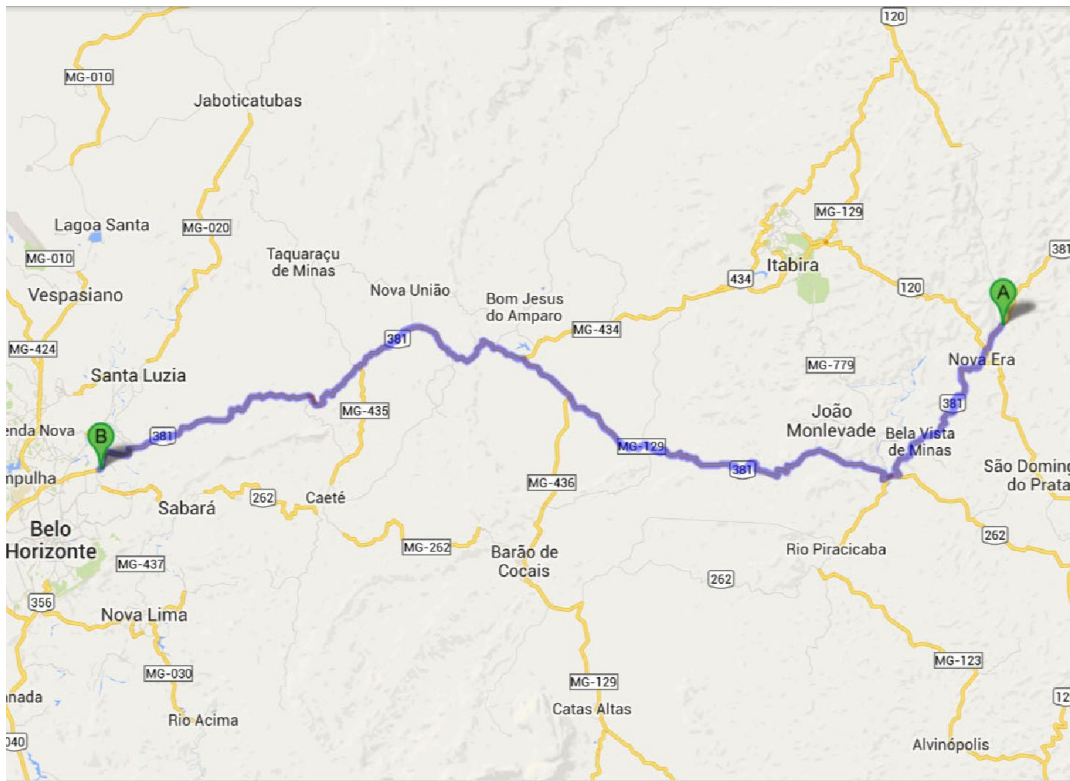 120
MG-010
Jaboticatubas
MG-129
Lagoa Santa
MG-020
381
MG-010
Taquaraçu
de Minas
Itabira
434
120
Vespasiano
Nova União
Bom Jesus
do Amparo
A
MG-434
381
MG-424
MG-779
Nova Era
Santa Luzia
381
MG-435
João
Monlevade
Bela Vista
de Minas
enda Nova
B
381
MG-129
381
São Doming
do Prata
mpulha
Sabará
262
Caeté
MG-436
262
Belo
Horizonte
MG-262
Barão de
Cocais
Rio Piracicaba
MG-437
262
356
Nova Lima
MG-030
MG-123
MG-129
anada
Rio Acima
Catas Altas
12
040
Alvinópolis